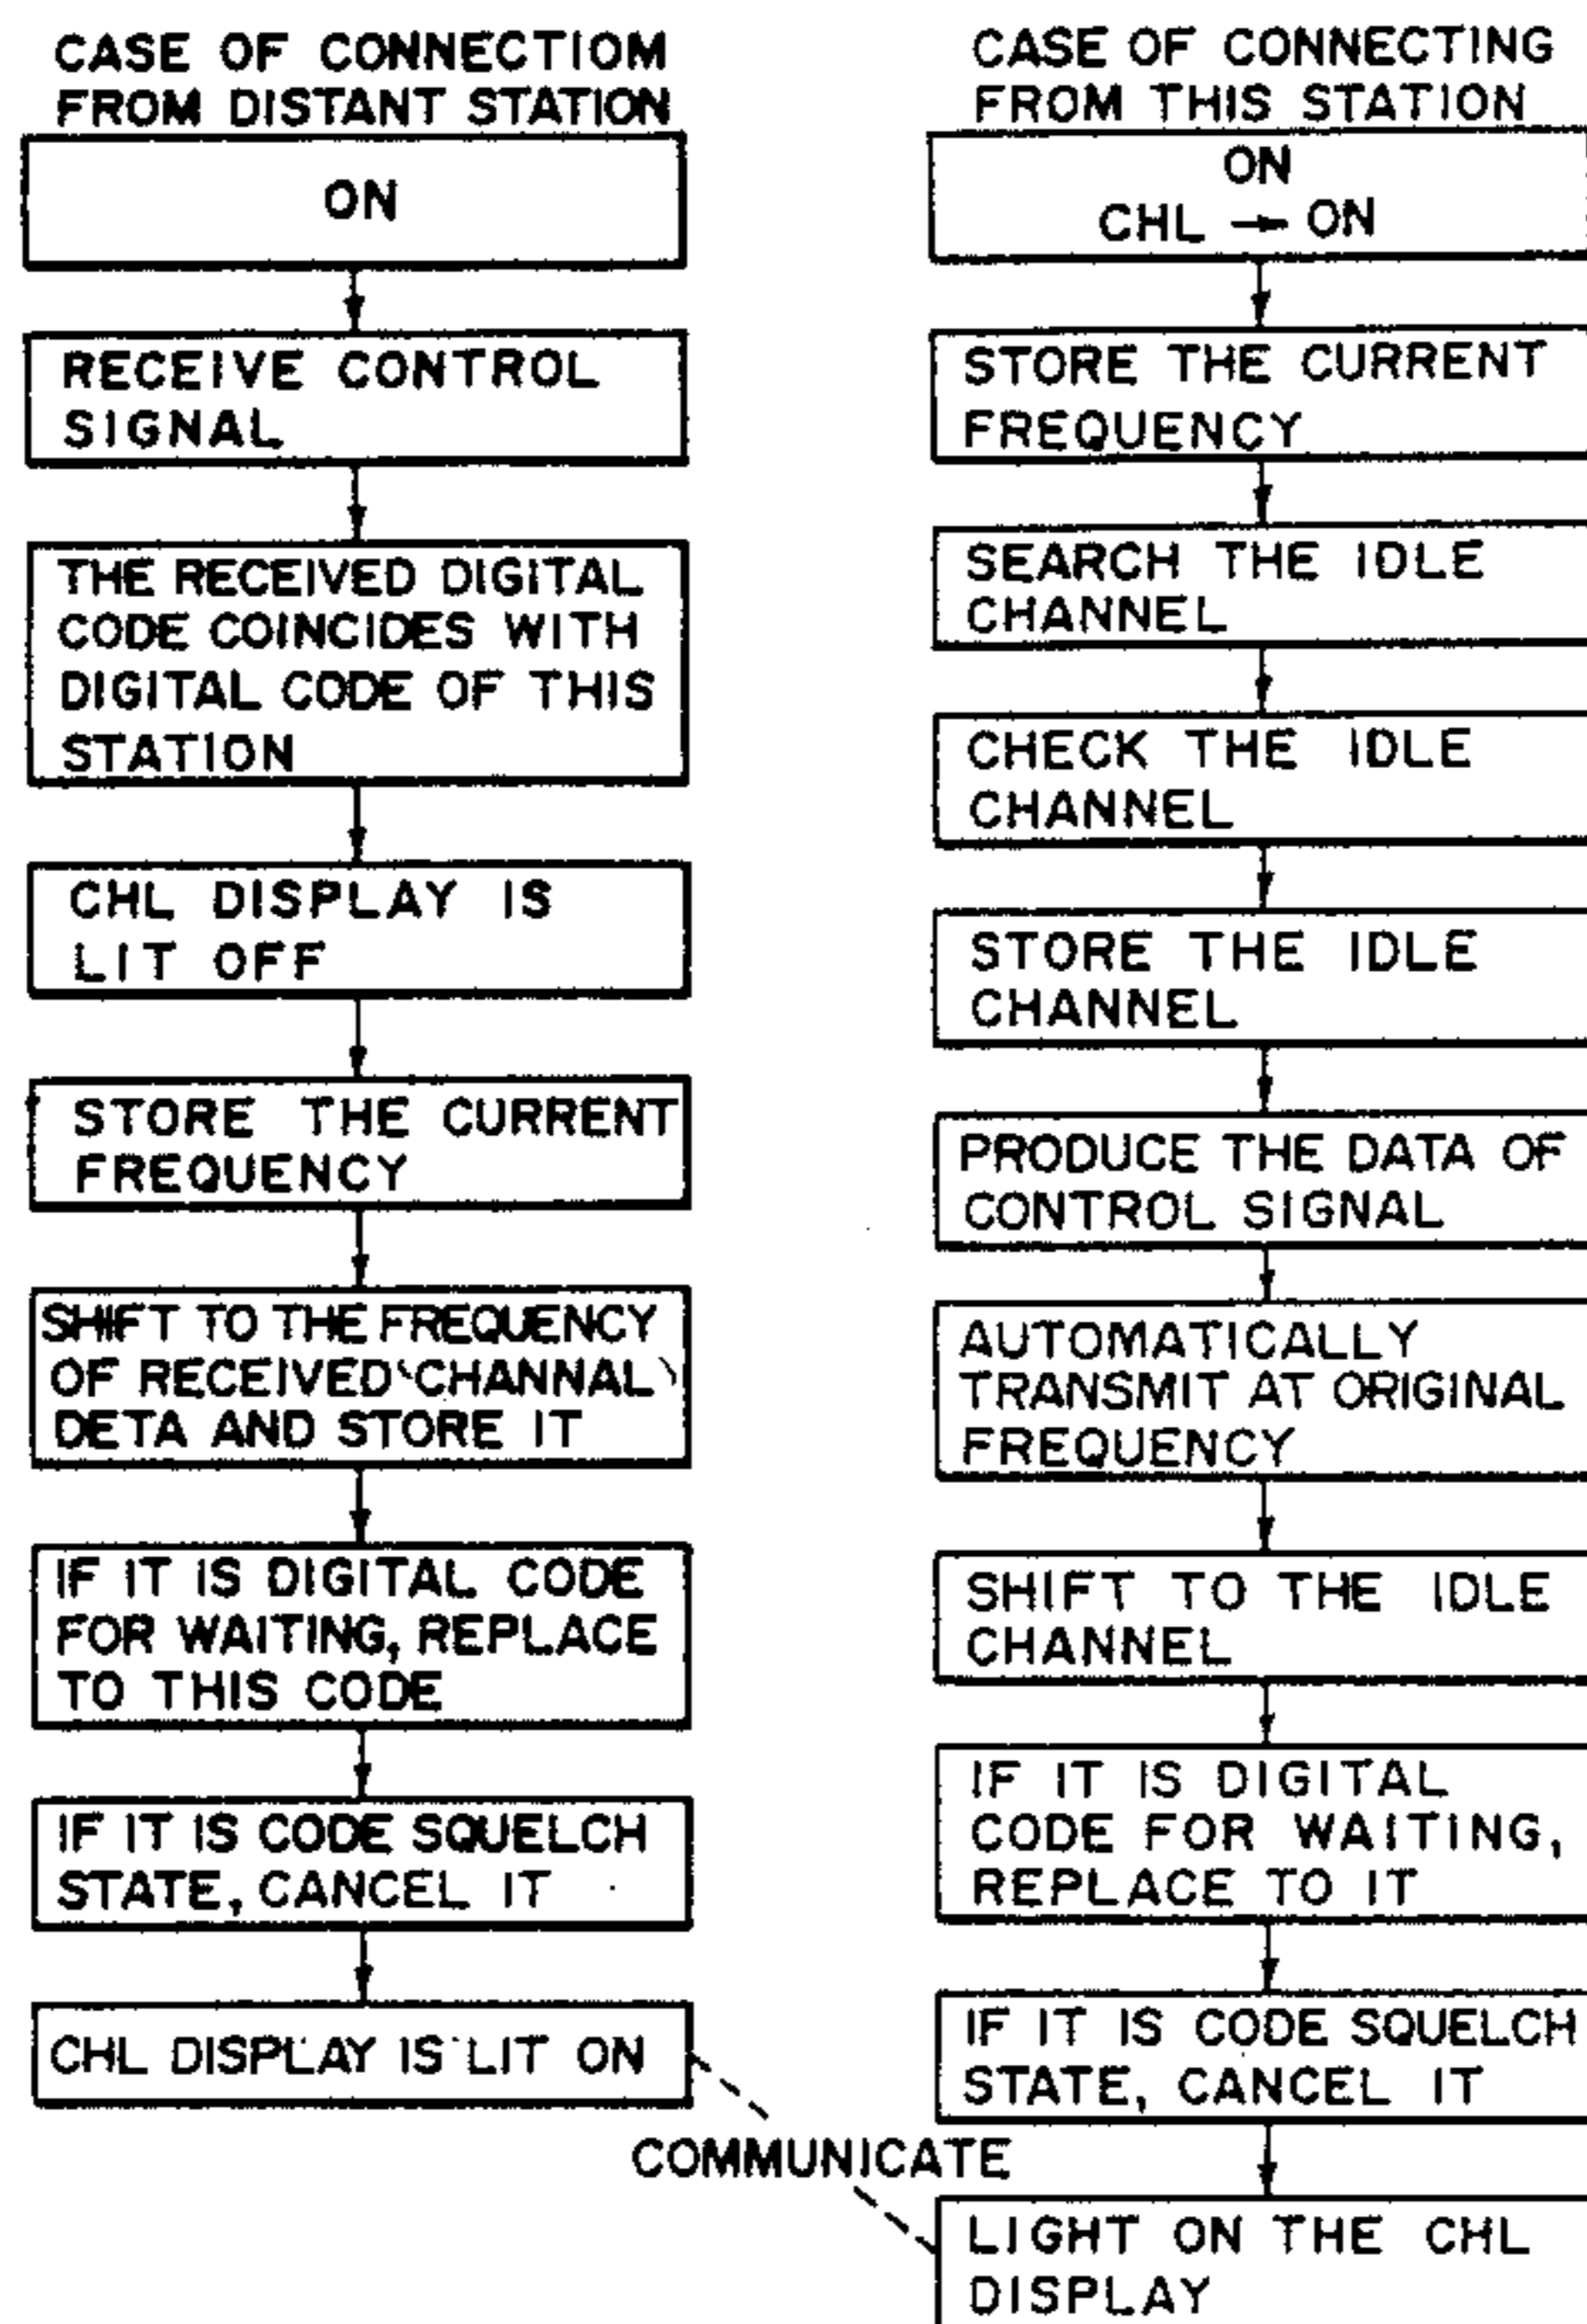 CASE OF CONNECTIOM
FROM DISTANT STATION
ON
RECEIVE CONTROL
SIGNAL
THE RECEIVED DIGITAL
CODE COINCIDES WITH
DIGITAL CODE OF THIS
STATION
CHL DISPLAY IS
LIT OFF
STORE THE CURRENT
FREQUENCY
SHIFT TO THE FREQUENCY
OF RECEIVED CHANNAL
DETA AND STORE IT
IF IT IS DIGITAL CODE
FOR WAITING, REPLACE
TO THIS CODE
IF IT IS CODE SQUELCH
STATE, CANCEL IT
CHL DISPLAY IS LIT ON
COMMUNICATE
CASE OF CONNECTING
FROM THIS STATION
ON
CHL → ON
STORE THE CURRENT
FREQUENCY
SEARCH THE IDLE
CHANNEL
CHECK THE IDLE
CHANNEL
STORE THE IDLE
CHANNEL
PRODUCE THE DATA OF
CONTROL SIGNAL
AUTOMATICALLY
TRANSMIT AT ORIGINAL
FREQUENCY
SHIFT TO THE IDLE
CHANNEL
IF IT IS DIGITAL
CODE FOR WAITING,
REPLACE TO IT
IF IT IS CODE SQUELCH
STATE, CANCEL IT
LIGHT ON THE CHL
DISPLAY